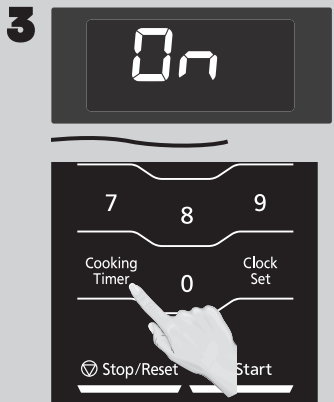 3
On
7 8 9
Cooking Clock
Timer 0 Set
Stop/Reset Start